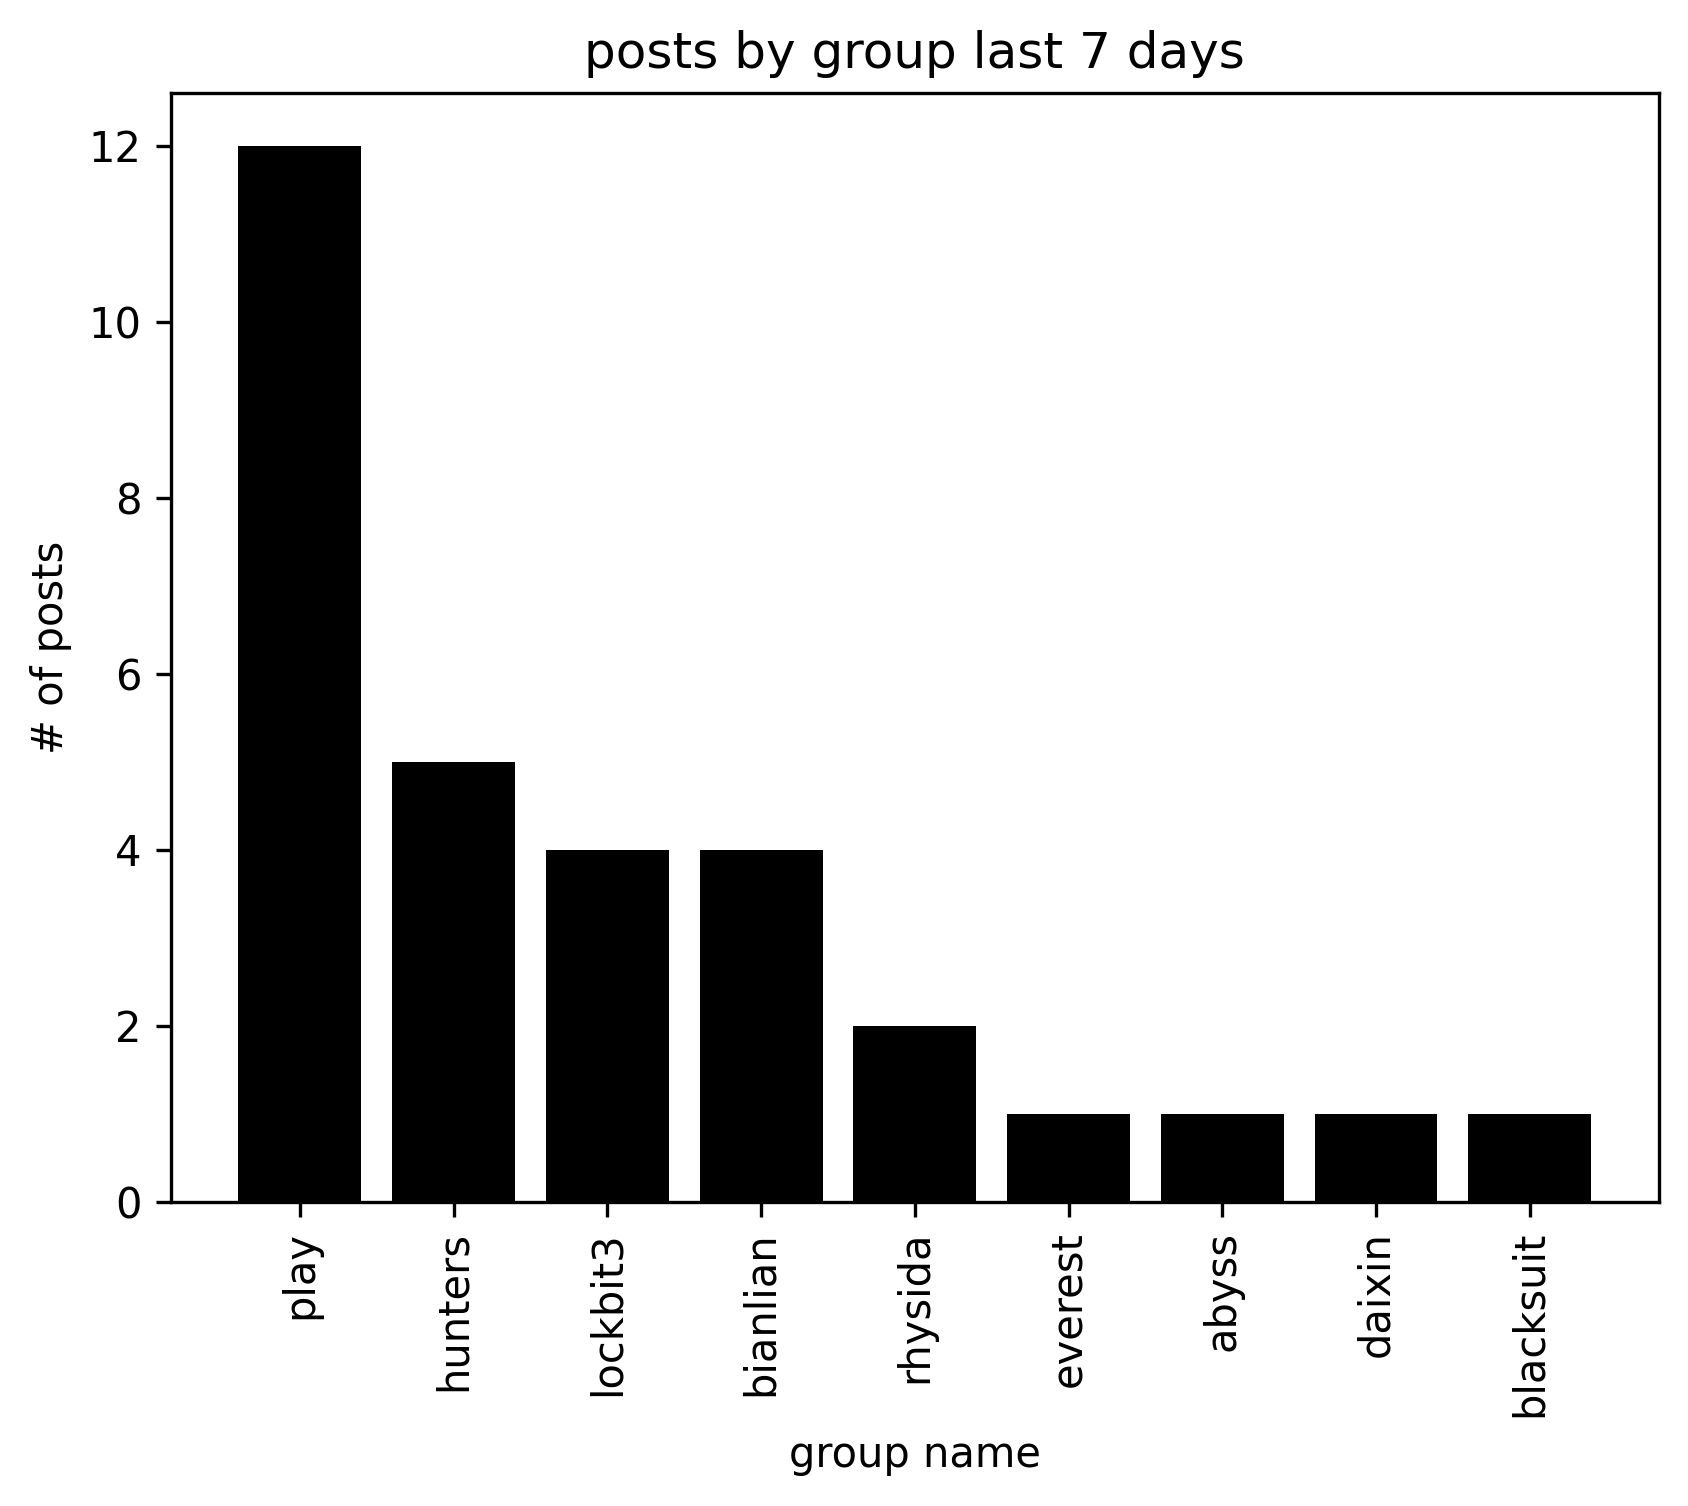 posts by group last 7 days
12
10
8
6
4
2
0
# of posts
play
hunters
lockbit3
bianlian
rhysida
everest
abyss
daixin
blacksuit
group name